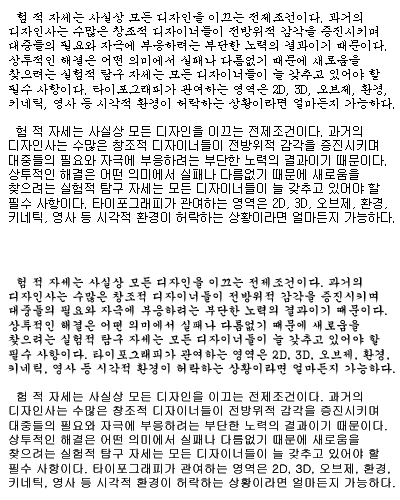 험 적 자세는 사실상 모든 디자인을 이끄는 전제조건이다. 과거의
디자인사는 수많은 창조적 디자이너들이 전방위적 감각을 증진시키며
대중들의 필요와 자극에 부응하려는 부단한 노력의 결과이기 때문이다.
상투적인 해결은 어떤 의미에서 실패나 다름없기 때문에 새로움을
찾으려는 실험적 탐구 자세는 모든 디자이너들이 늘 갖추고 있어야 할
필수 사항이다. 타이포그래피가 관여하는 영역은 2D, 3D, 오브제, 환경,
키네틱, 영사 등 시각적 환경이 허락하는 상황이라면 얼마든지 가능하다.
험 적 자세는 사실상 모든 디자인을 이끄는 전제조건이다. 과거의
디자인사는 수많은 창조적 디자이너들이 전방위적 감각을 증진시키며
대중들의 필요와 자극에 부응하려는 부단한 노력의 결과이기 때문이다.
상투적인 해결은 어떤 의미에서 실패나 다름없기 때문에 새로움을
찾으려는 실험적 탐구 자세는 모든 디자이너들이 늘 갖추고 있어야 할
필수 사항이다. 타이포그래피가 관여하는 영역은 2D, 3D, 오브제, 환경,
키네틱, 영사 등 시각적 환경이 허락하는 상황이라면 얼마든지 가능하다.
험 적 자세는 사실상 모든 디자인을 이끄는 전제조건이다. 과거의
디자인사는 수많은 창조적 디자이너들이 전방위적 감각을 증진시키며
대중들의 필요와 자극에 부응하려는 부단한 노력의 결과이기 때문이다.
상투적인 해결은 어떤 의미에서 실패나 다름없기 때문에 새로움을
찾으려는 실험적 탐구 자세는 모든 디자이너들이 늘 갖추고 있어야 할
필수 사항이다. 타이포그래피가 관여하는 영역은 2D, 3D, 오브제, 환경,
키네틱, 영사 등 시각적 환경이 허락하는 상황이라면 얼마든지 가능하다.
험 적 자세는 사실상 모든 디자인을 이끄는 전제조건이다. 과거의
디자인사는 수많은 창조적 디자이너들이 전방위적 감각을 증진시키며
대중들의 필요와 자극에 부응하려는 부단한 노력의 결과이기 때문이다.
상투적인 해결은 어떤 의미에서 실패나 다름없기 때문에 새로움을
찾으려는 실험적 탐구 자세는 모든 디자이너들이 늘 갖추고 있어야 할
필수 사항이다. 타이포그래피가 관여하는 영역은 2D, 3D, 오브제, 환경,
키네틱, 영사 등 시각적 환경이 허락하는 상황이라면 얼마든지 가능하다.